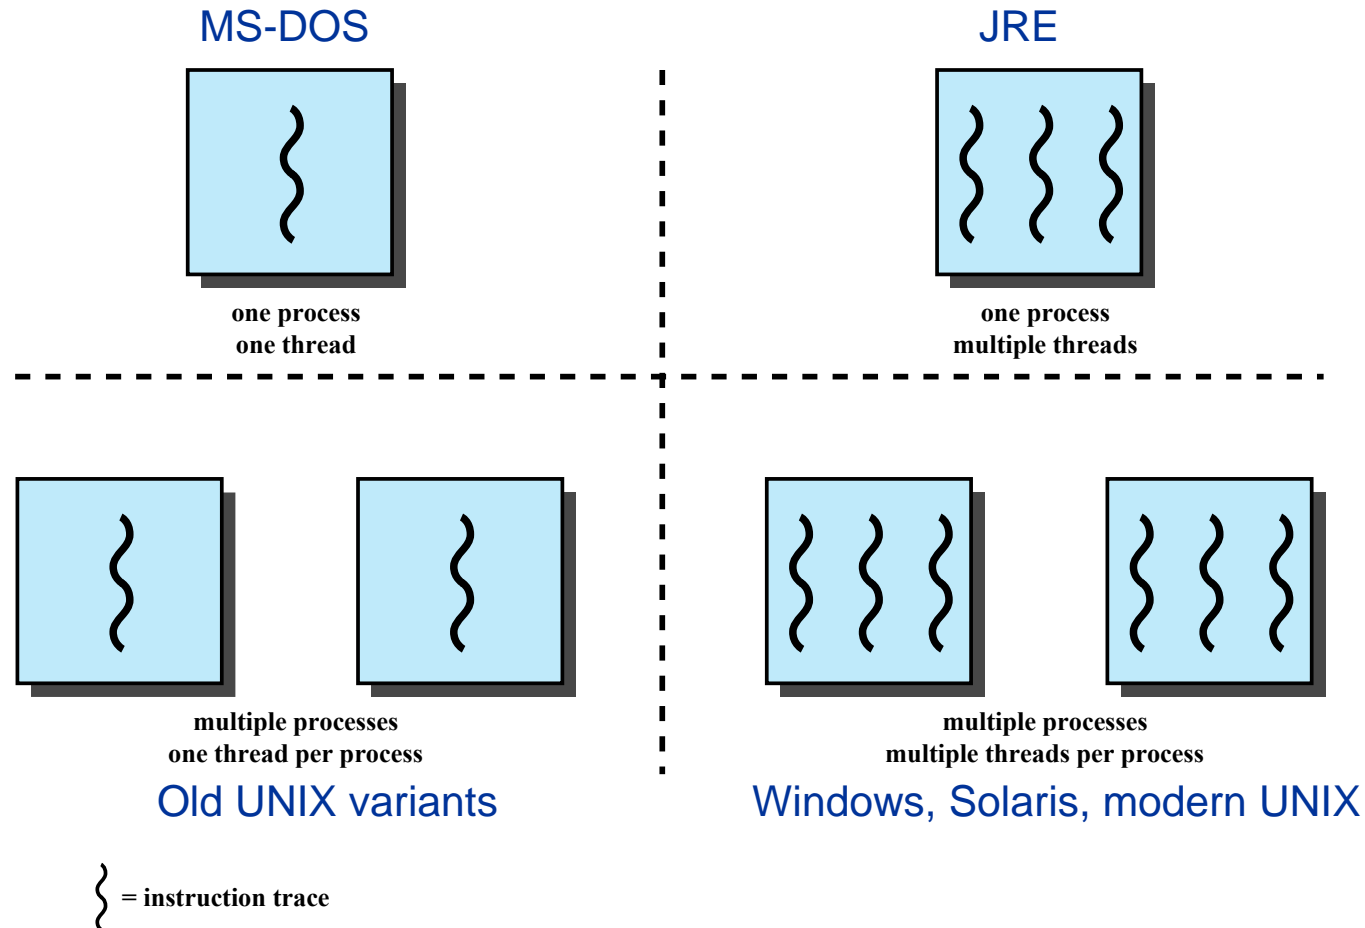 MS-DOS
JRE
one process
one thread
one process
multiple threads
multiple processes
one thread per process
multiple processes
multiple threads per process
Old UNIX variants
Windows, Solaris, modern UNIX
= instruction trace